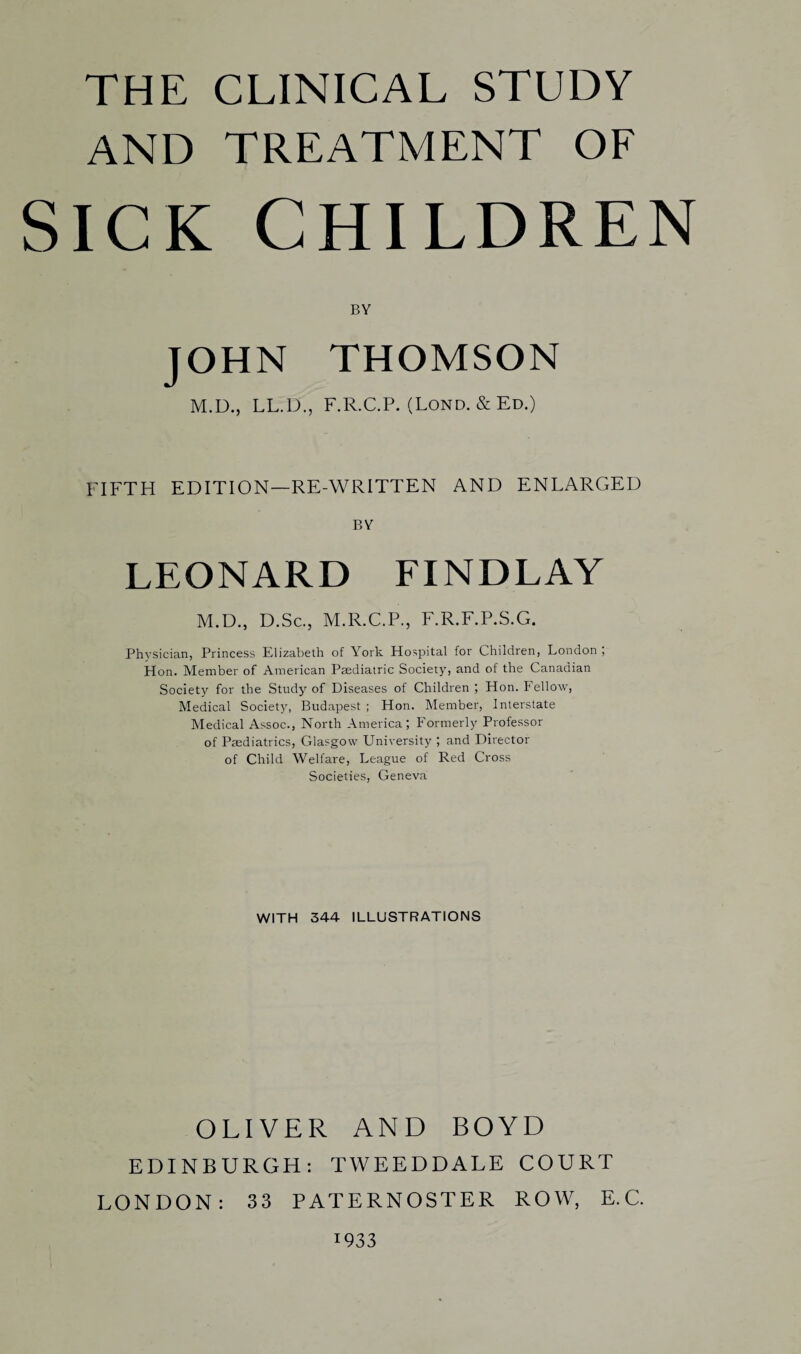 THE CLINICAL STUDY
AND TREATMENT OF
SICK CHILDREN
BY
JOHN THOMSON
M.D., LL.D., F.R.C.P. (LOND. & ED.)
FIFTH EDITION—RE-WRITTEN AND ENLARGED
BY
LEONARD FINDLAY
M.D., D.Sc., M.R.C.P., F.R.F.P.S.G.
Physician, Princess Elizabeth of York Hospital for Children, London ;
Hon. Member of American Pædiatric Society, and of the Canadian
Society for the Study of Diseases of Children ; Hon. Fellow,
Medical Society, Budapest ; Hon. Member, Interstate
Medical Assoc., North America ; Formerly Professor
of Pædiatrics, Glasgow University ; and Director
of Child Welfare, League of Red Cross
Societies, Geneva
WITH 344 ILLUSTRATIONS
OLIVER AND BOYD
EDINBURGH: TWEEDDALE COURT
LONDON: 33 PATERNOSTER ROW, E.C.
1933